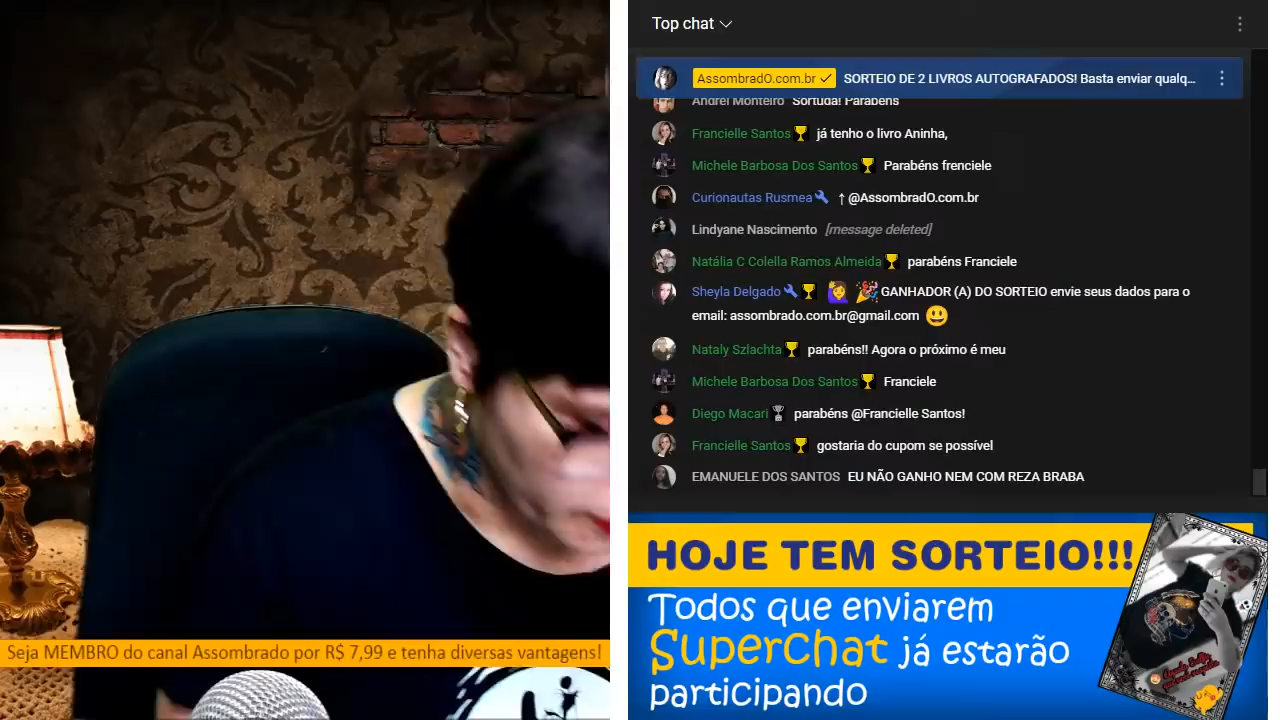 Top chat
AssombradO.com.br SORTEIO DE 2 LIVROS AUTOGRAFADOS! Basta enviar qualq...
Andrei Monteiro Sortuda! Parabéns
Francielle Santos já tenho o livro Aninha,
Michele Barbosa Dos Santos Parabéns frenciele
Curionautas Rusmea ↑ @AssombradO.com.br
Lindyane Nascimento [message deleted]
Natália C Colella Ramos Almeida parabéns Franciele
Sheyla Delgado 🙋‍♀️ 🎉 GANHADOR (A) DO SORTEIO envie seus dados para o
email: assombrado.com.br@gmail.com 😃
Nataly Szlachta parabéns!! Agora o próximo é meu
Michele Barbosa Dos Santos Franciele
Diego Macari parabéns @Francielle Santos!
Francielle Santos gostaria do cupom se possível
EMANUELE DOS SANTOS EU NÃO GANHO NEM COM REZA BRABA
HOJE TEM SORTEIO!!!
Todos que enviarem
Superchat já estarão
participando
Seja MEMBRO do canal Assombrado por R$ 7,99 e tenha diversas vantagens!